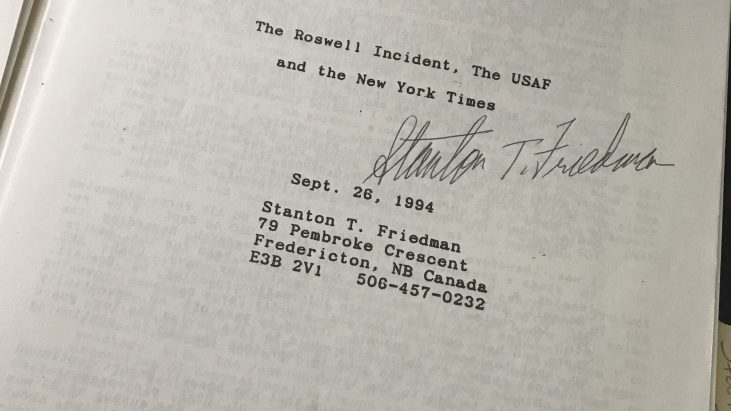 The Roswell Incident, The USAF
and the New York Times
Stanton T. Friedman
Sept. 26, 1994
Stanton T. Friedman
79 Pembroke Crescent
Fredericton, NB Canada
E3B 2V1 506-457-0232